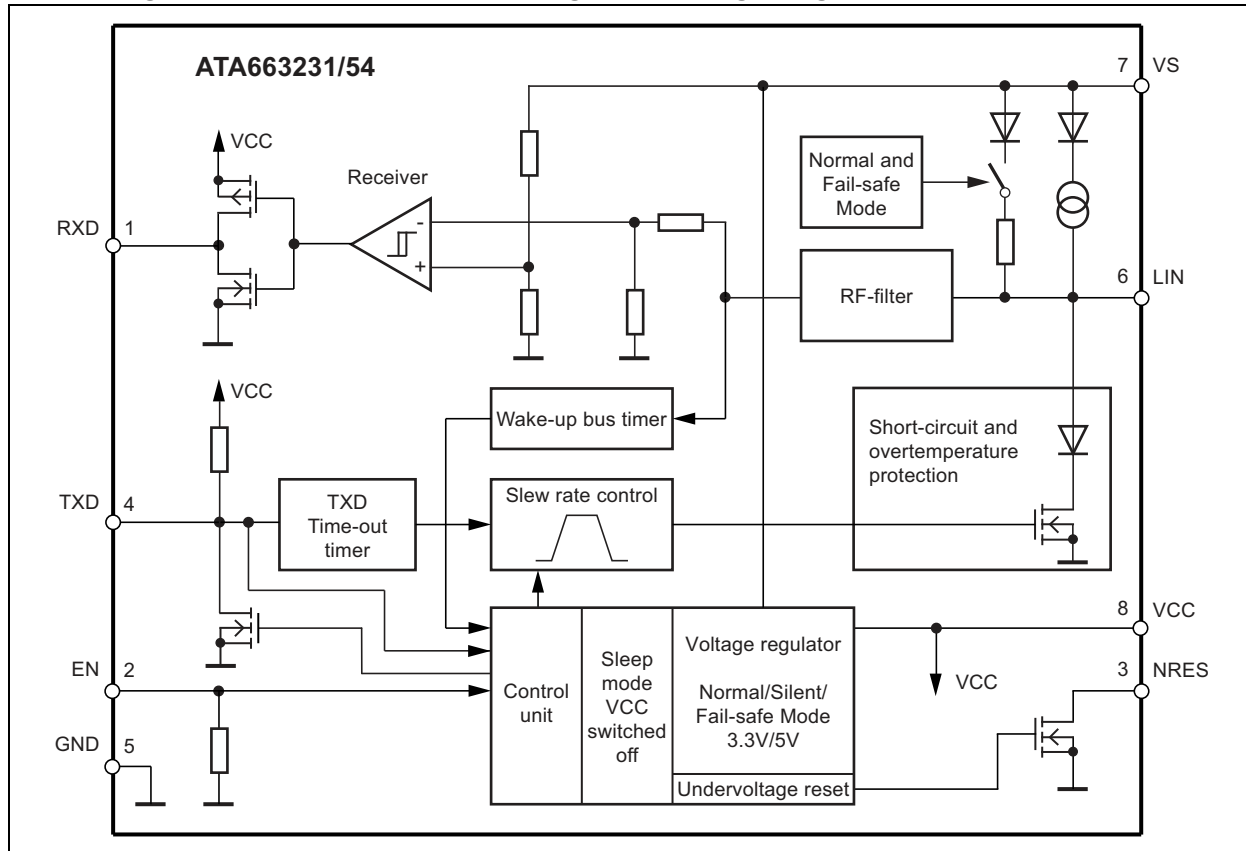 ATA663231/54
7 VS
VCC
Receiver
Normal and
Fail-safe
Mode
RXD 1
-
+
RF-filter
6 LIN
VCC
Wake-up bus timer
Short-circuit and
overtemperature
protection
TXD 4
TXD
Time-out
timer
Slew rate control
8 VCC
Voltage regulator
Normal/Silent/
Fail-safe Mode
3.3V/5V
Sleep
mode
VCC
switched
off
Control
unit
EN 2
VCC
3 NRES
GND 5
Undervoltage reset